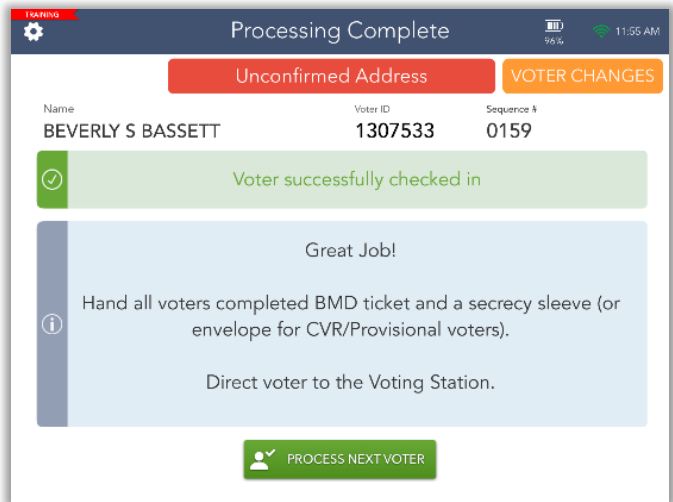 TRAINING
Processing Complete
96%
11:55 AM
Unconfirmed Address
VOTER CHANGES
Name
Voter ID
Sequence #
BEVERLY S BASSETT
1307533
0159
Voter successfully checked in
Great Job!
Hand all voters completed BMD ticket and a secrecy sleeve (or
envelope for CVR/Provisional voters).
Direct voter to the Voting Station.
PROCESS NEXT VOTER